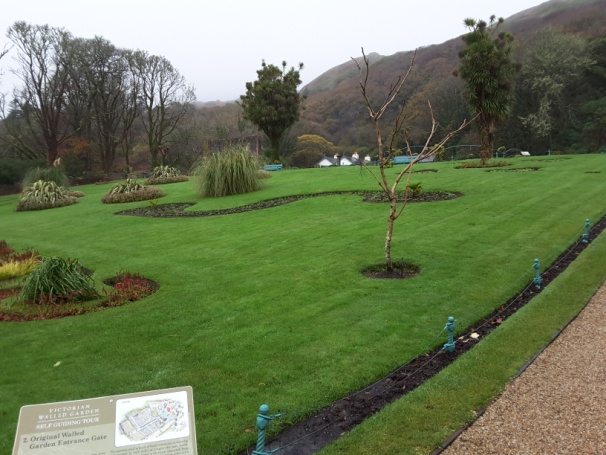 VICTORIAN
WALLED GARDEN
SELF GUIDING TOUR
2. Original Walled
Garden Entrance Gate